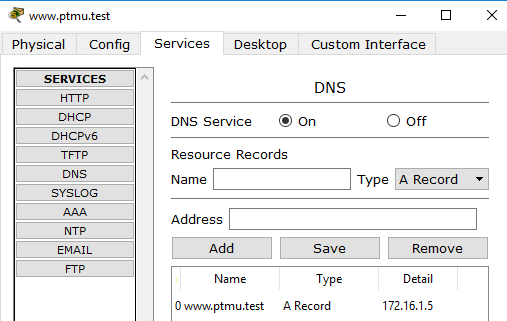 www.ptmu.test
Physical Config Services Desktop Custom Interface
SERVICES
HTTP
DHCP
DHCPv6
TFTP
DNS
SYSLOG
AAA
NTP
EMAIL
FTP
DNS
DNS Service On Off
Resource Records
Name Type A Record
Address
Add Save Remove
Name Type Detail
0 www.ptmu.test A Record 172.16.1.5